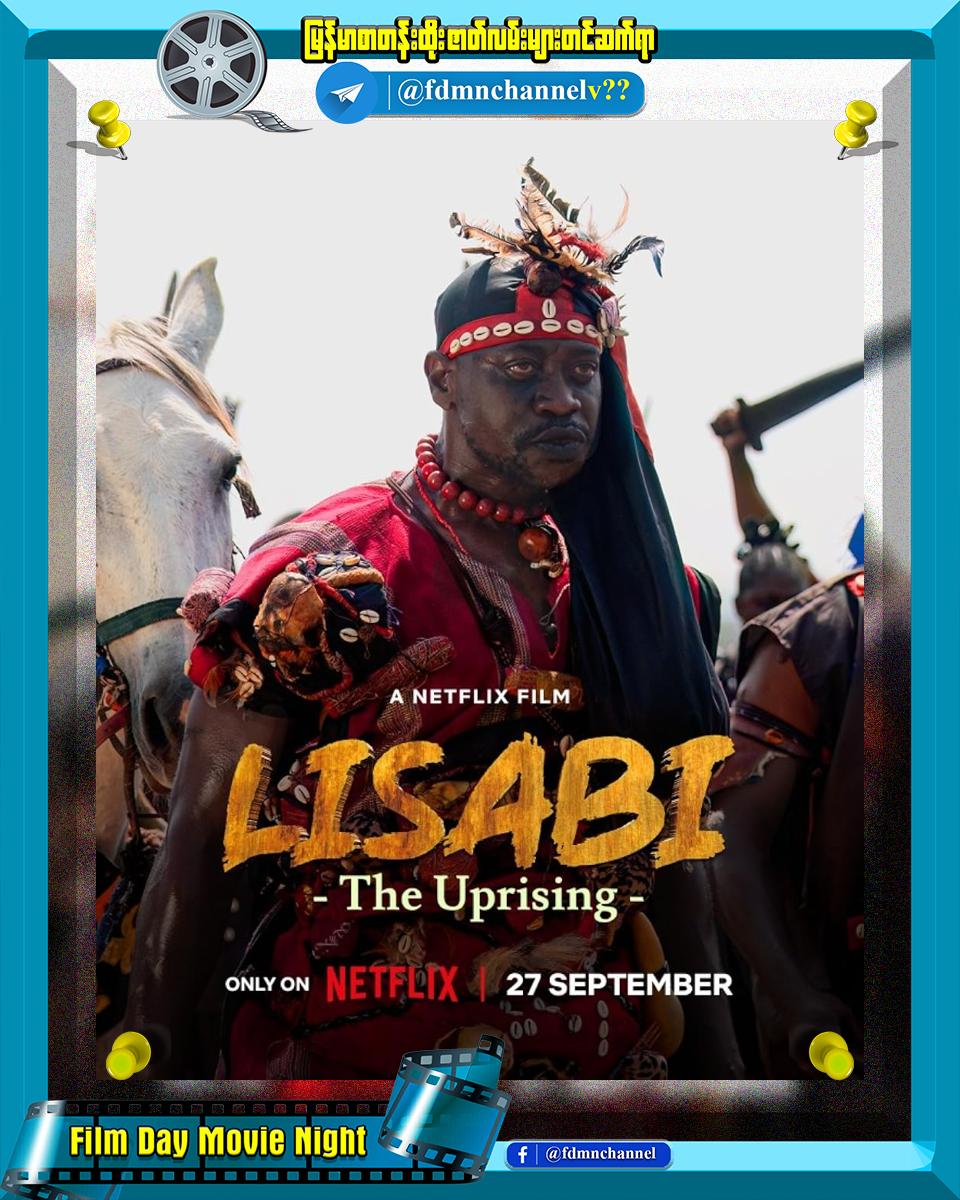 မြန်မာစာတန်းထိုးဇာတ်လမ်းများတင်ဆက်ရာ
@fdmnchannelv??
A NETFLIX FILM
LISABI
- The Uprising -
ONLY ON NETFLIX | 27 SEPTEMBER
Film Day Movie Night
f | @fdmnchannel